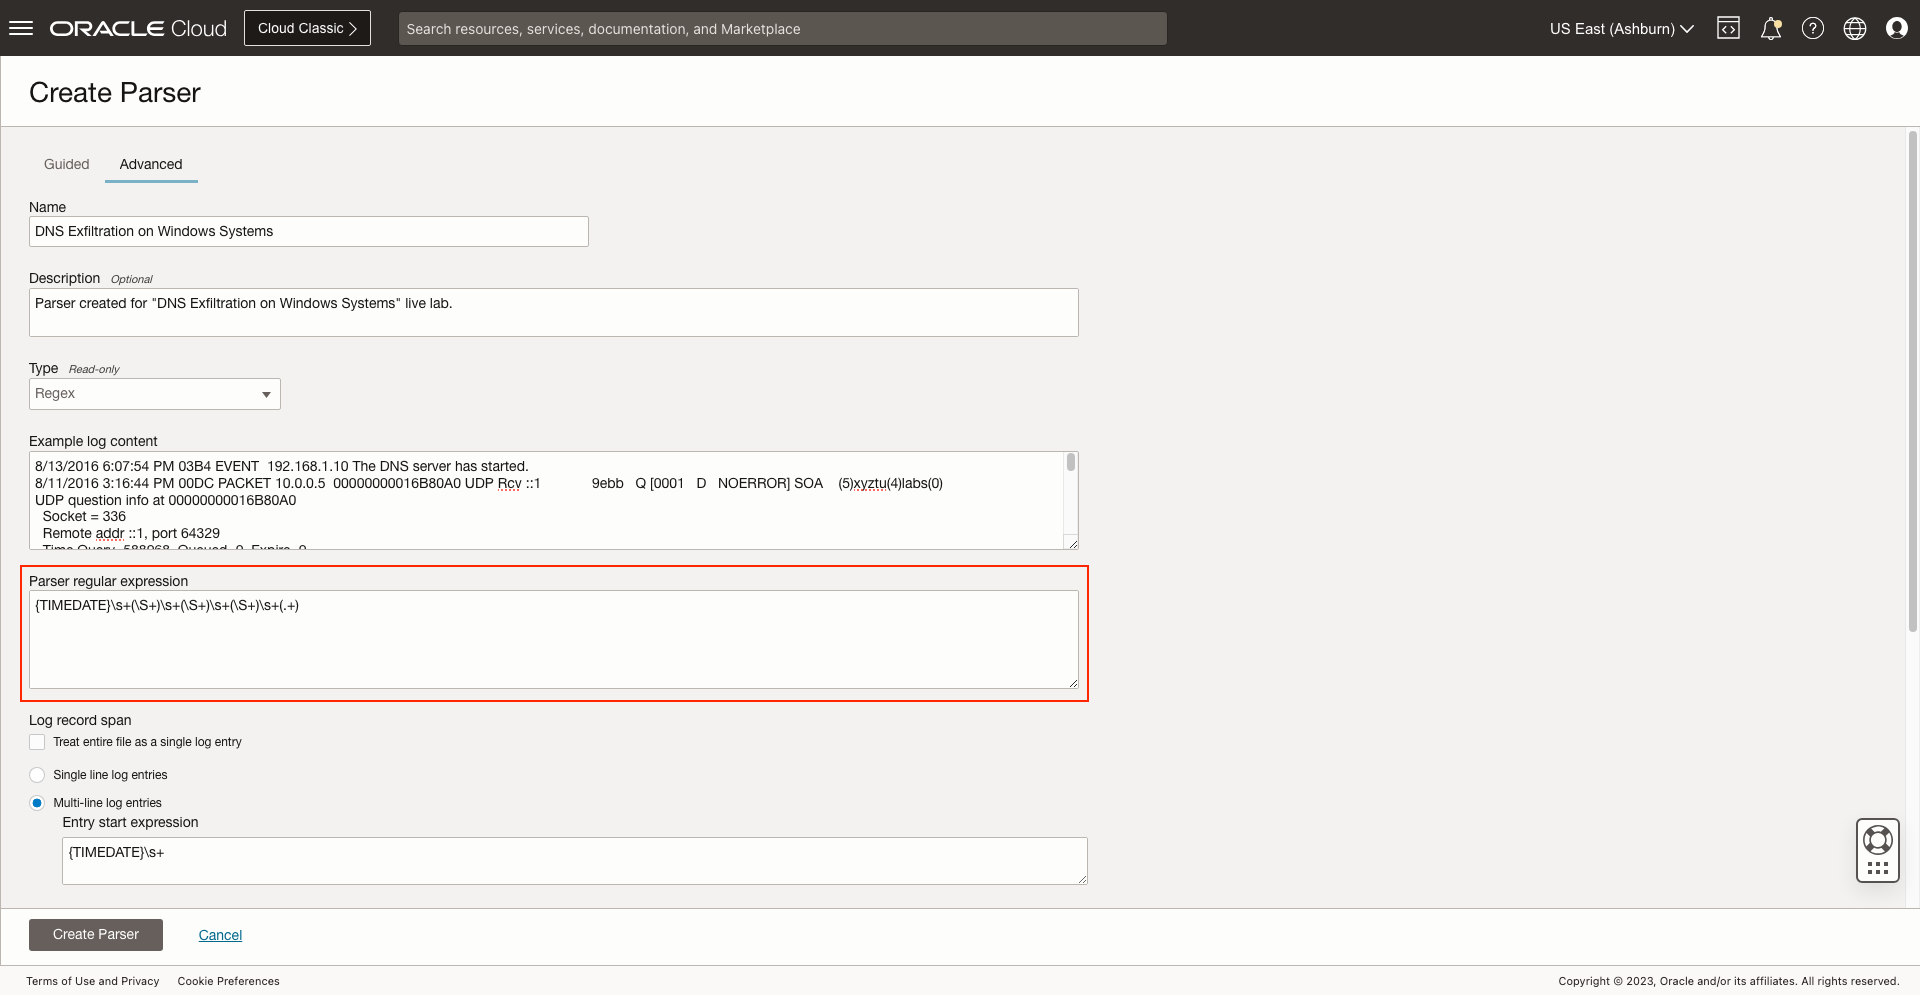 ORACLE Cloud
Cloud Classic
Search resources, services, documentation, and Marketplace
US East (Ashburn)
Create Parser
Guided
Advanced
Name
DNS Exfiltration on Windows Systems
Description Optional
Parser created for "DNS Exfiltration on Windows Systems" live lab.
Type Read-only
Regex
Example log content
8/13/2016 6:07:54 PM 03B4 EVENT  192.168.1.10 The DNS server has started.
8/11/2016 3:16:44 PM 00DC PACKET 10.0.0.5  00000000016B80A0 UDP Rcv ::1             9ebb   Q [0001   D   NOERROR] SOA    (5)xyztu(4)labs(0)
UDP question info at 00000000016B80A0
Socket = 336
Remote addr ::1, port 64329
Time Query=588068, Queued=0, Expire=0
Parser regular expression
{TIMEDATE}\s+(\S+)\s+(\S+)\s+(\S+)\s+(.+)
Log record span
Treat entire file as a single log entry
Single line log entries
Multi-line log entries
Entry start expression
{TIMEDATE}\s+
Create Parser
Cancel
Terms of Use and Privacy
Cookie Preferences
Copyright © 2023, Oracle and/or its affiliates. All rights reserved.